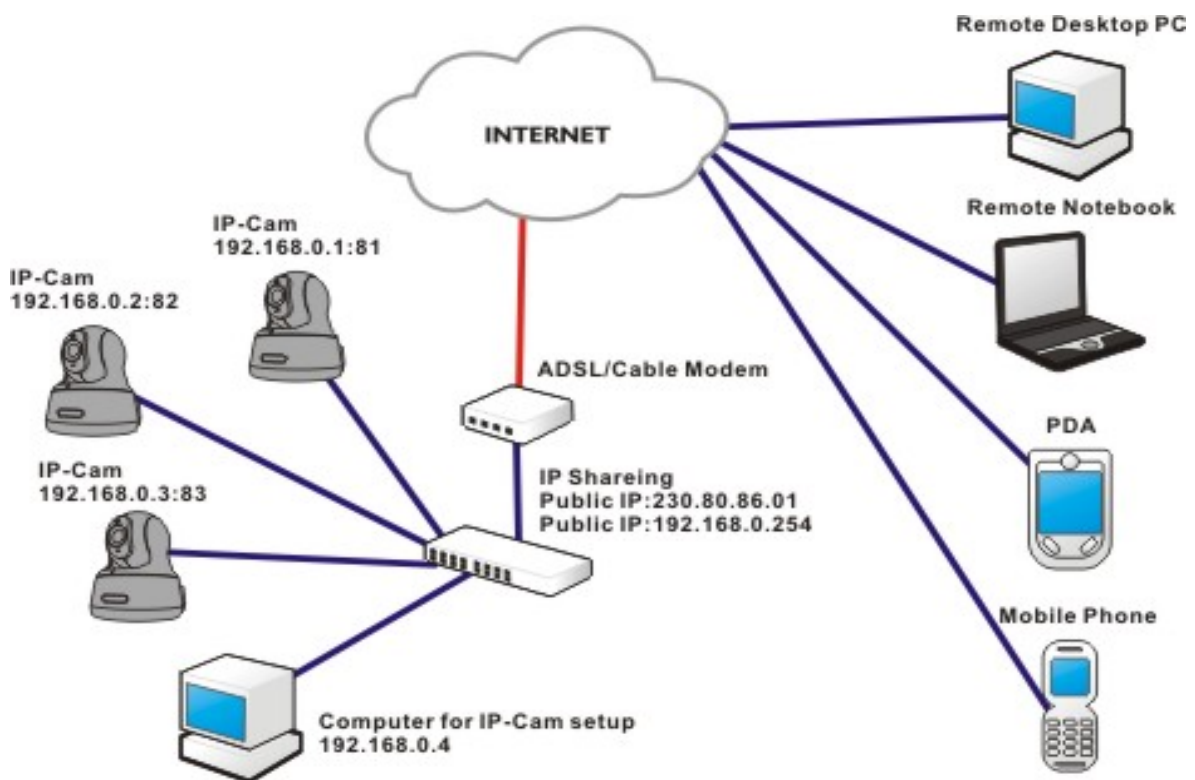 Remote Desktop PC
INTERNET
Remote Notebook
IP-Cam
192.168.0.1:81
IP-Cam
192.168.0.2:82
ADSL/Cable Modem
PDA
IP-Cam
192.168.0.3:83
IP Shareing
Public IP:230.80.86.01
Public IP:192.168.0.254
Mobile Phone
Computer for IP-Cam setup
192.168.0.4